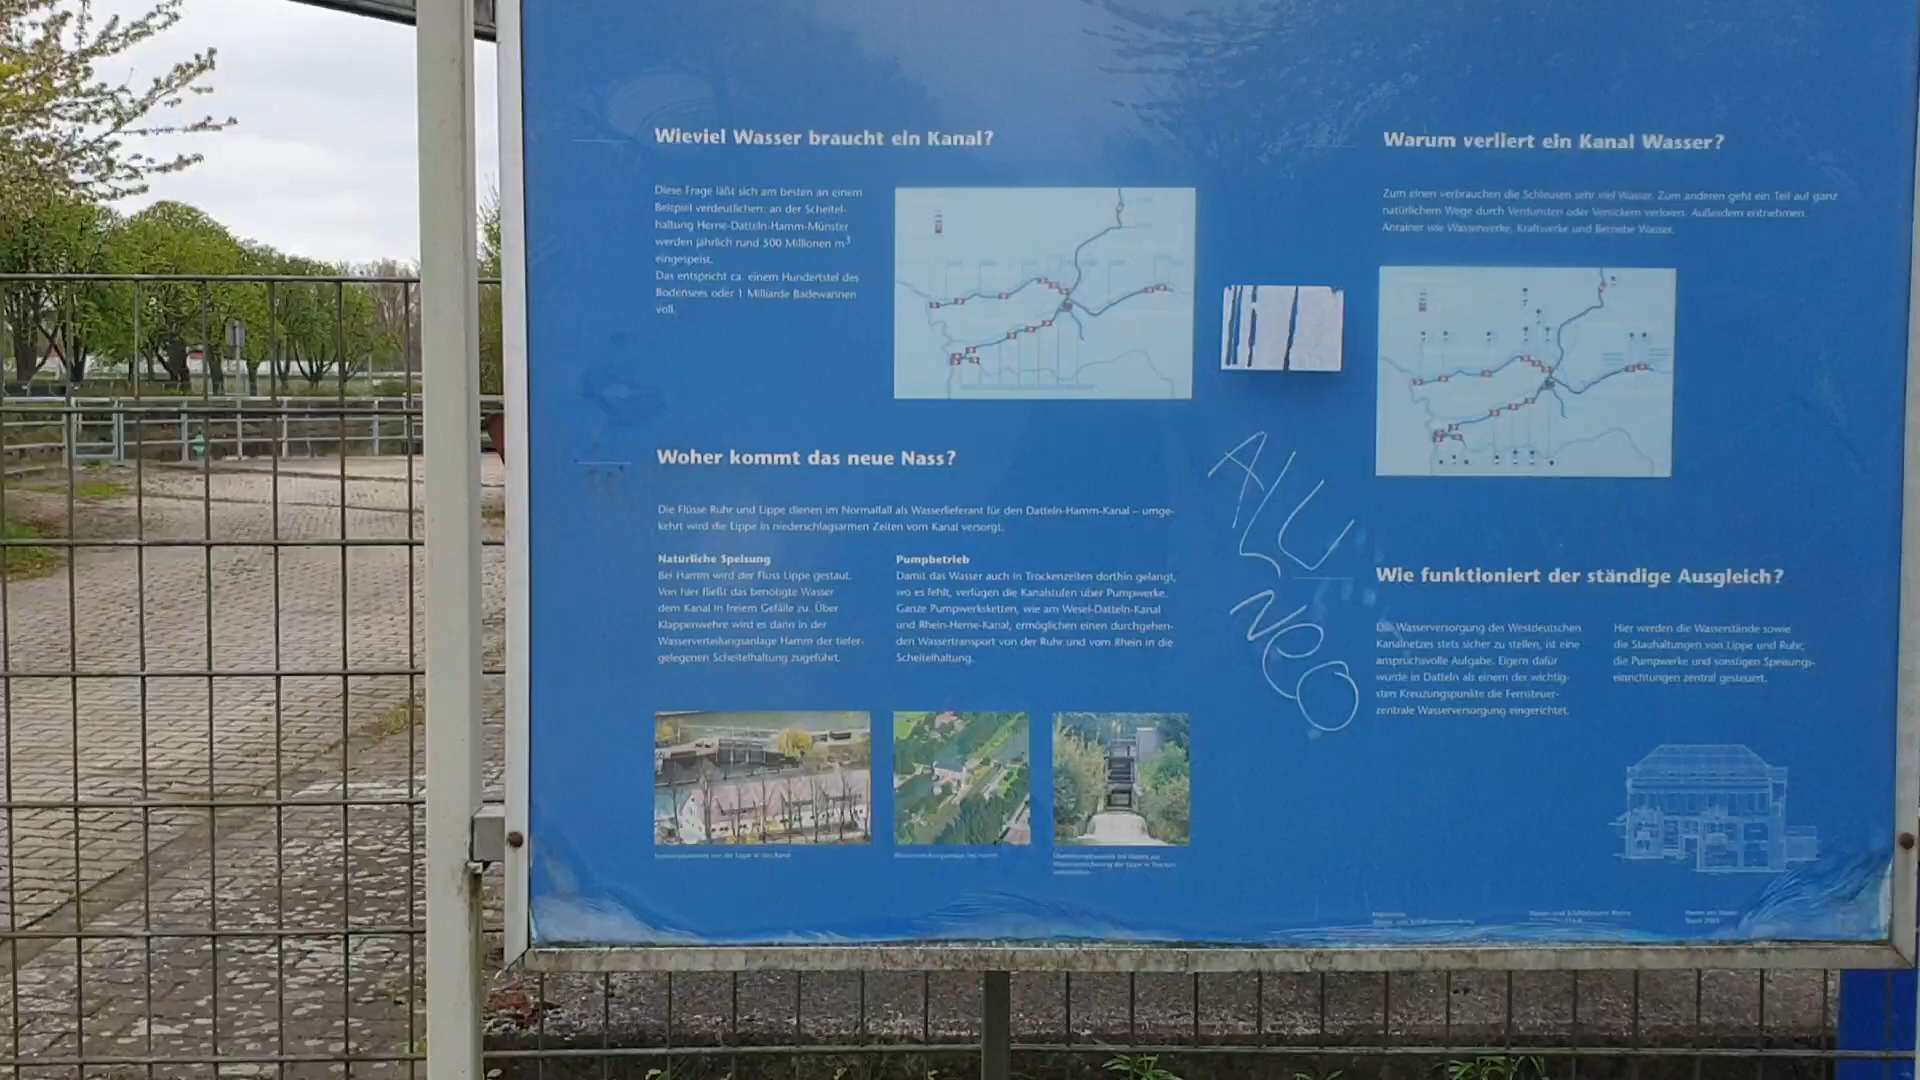 Wieviel Wasser braucht ein Kanal?
Diese Frage läßt sich am besten an einem
Beispiel verdeutlichen: an der Scheitel-
haltung Herne-Datteln-Hamm-Münster
werden jährlich rund 500 Millionen m³
eingespeist.
Das entspricht ca. einem Hundertstel des
Bodensees oder 1 Milliarde Badewannen
voll.
Woher kommt das neue Nass?
Die Flüsse Ruhr und Lippe dienen im Normalfall als Wasserlieferant für den Datteln-Hamm-Kanal – umge-
kehrt wird die Lippe in niederschlagsarmen Zeiten vom Kanal versorgt.
Natürliche Speisung
Bei Hamm wird der Fluss Lippe gestaut.
Von hier fließt das benötigte Wasser
dem Kanal in freiem Gefälle zu. Über
Klappenwehre wird es dann in der
Wasserverteilungsanlage Hamm der tiefer-
gelegenen Scheitelhaltung zugeführt.
Pumpbetrieb
Damit das Wasser auch in Trockenzeiten dorthin gelangt,
wo es fehlt, verfügen die Kanalstufen über Pumpwerke.
Ganze Pumpwerksketten, wie am Wesel-Datteln-Kanal
und Rhein-Herne-Kanal, ermöglichen einen durchgehen-
den Wassertransport von der Ruhr und vom Rhein in die
Scheitelhaltung.
ALU
NEO
Warum verliert ein Kanal Wasser?
Zum einen verbrauchen die Schleusen sehr viel Wasser. Zum anderen geht ein Teil auf ganz
natürlichem Wege durch Verdunsten oder Versickern verloren. Außerdem entnehmen
Anrainer wie Wasserwerke, Kraftwerke und Betriebe Wasser.
Wie funktioniert der ständige Ausgleich?
Die Wasserversorgung des Westdeutschen
Kanalnetzes stets sicher zu stellen, ist eine
anspruchsvolle Aufgabe. Eigens dafür
wurde in Datteln als einem der wichtig-
sten Kreuzungspunkte die Fernsteuer-
zentrale Wasserversorgung eingerichtet.
Hier werden die Wasserstände sowie
die Stauhaltungen von Lippe und Ruhr,
die Pumpwerke und sonstigen Speisungs-
einrichtungen zentral gesteuert.